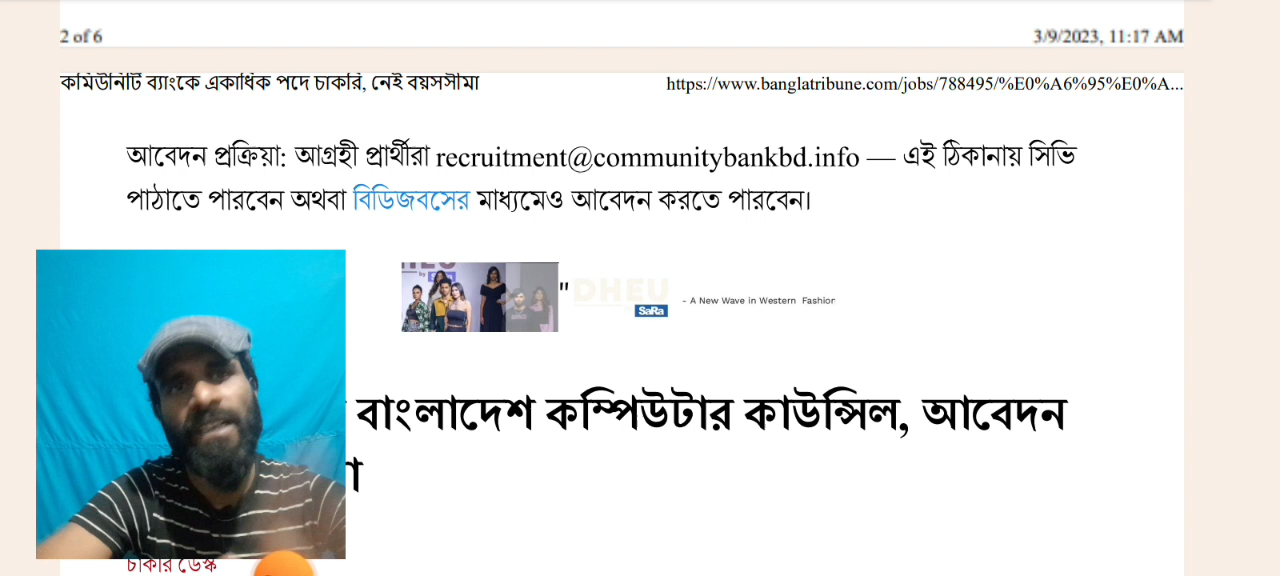 2 of 6
3/9/2023, 11:17 AM
কমিউনিটি ব্যাংকে একাধিক পদে চাকরি, নেই বয়সসীমা
https://www.banglatribune.com/jobs/788495/%E0%A6%95%E0%A...
আবেদন প্রক্রিয়া: আগ্রহী প্রার্থীরা recruitment@communitybankbd.info — এই ঠিকানায় সিভি
পাঠাতে পারবেন অথবা বিডিজবসের মাধ্যমেও আবেদন করতে পারবেন।
" DHEU
SaRa
- A New Wave in Western Fashion
বাংলাদেশ কম্পিউটার কাউন্সিল, আবেদন
চাকরি ডেস্ক